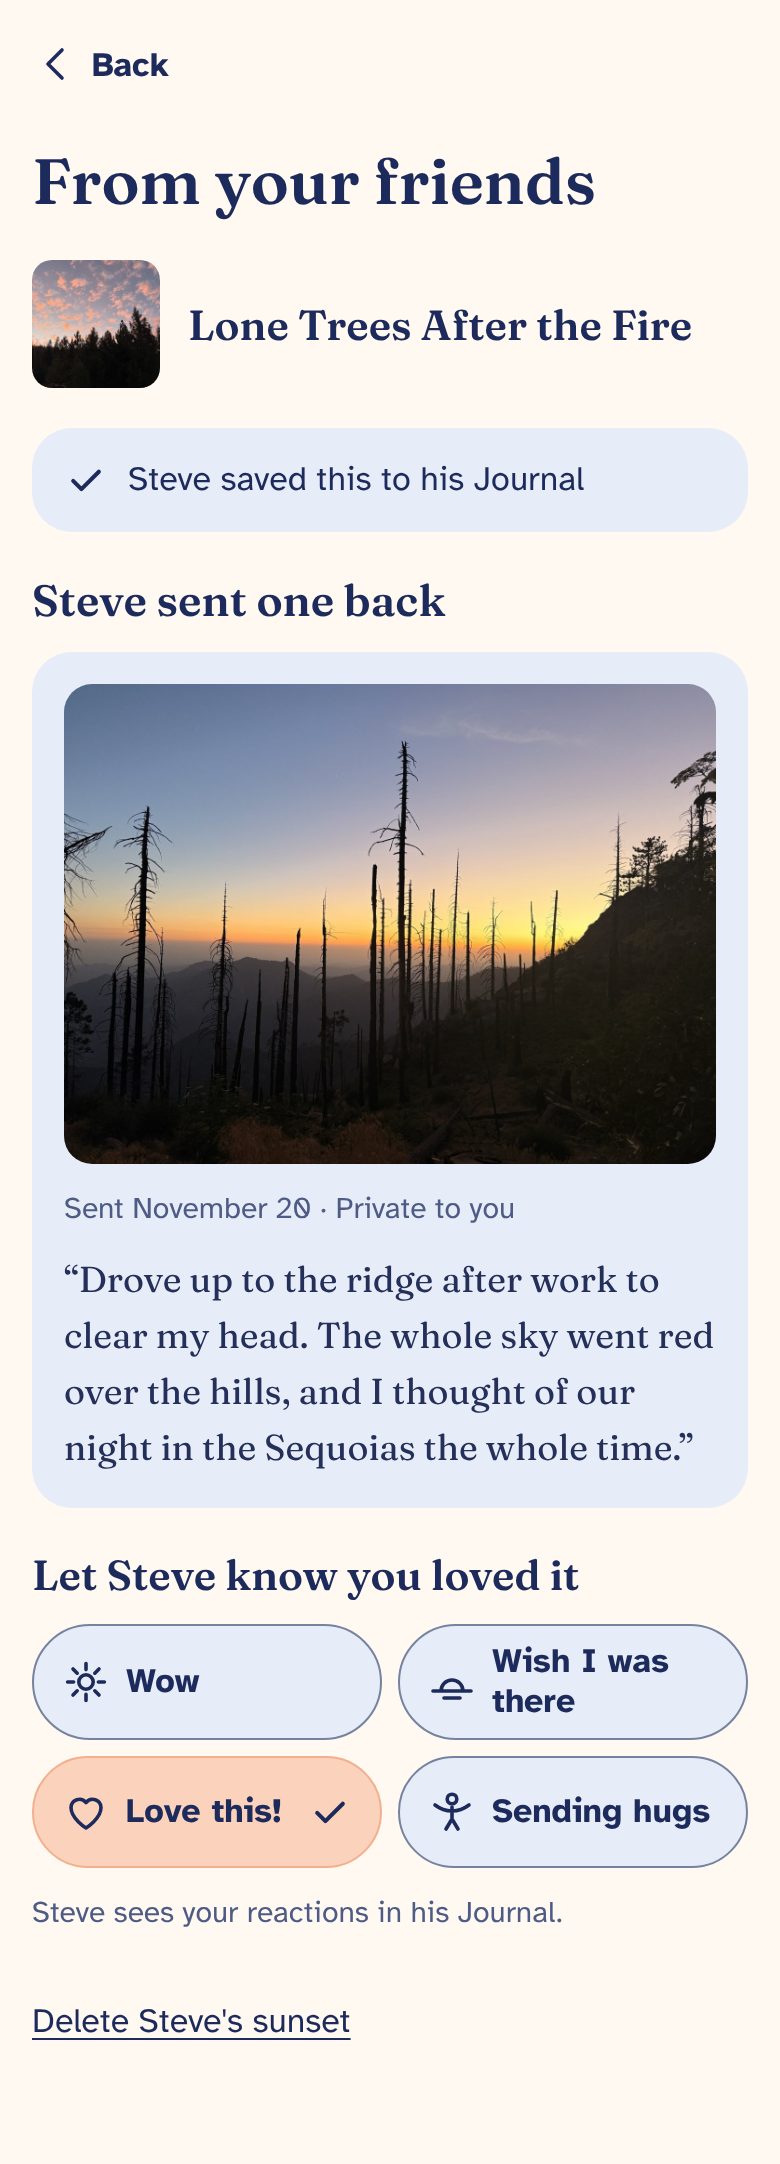 Back
From your friends
Lone Trees After the Fire
Steve saved this to his Journal
Steve sent one back
Sent November 20 · Private to you
“Drove up to the ridge after work to
clear my head. The whole sky went red
over the hills, and I thought of our
night in the Sequoias the whole time.”
Let Steve know you loved it
Wow
Wish I was
there
Love this!
Sending hugs
Steve sees your reactions in his Journal.
Delete Steve's sunset